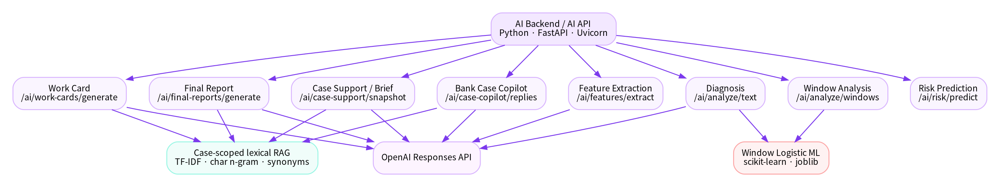 AI Backend / AI API
Python · FastAPI · Uvicorn
Work Card
/ai/work-cards/generate
Final Report
/ai/final-reports/generate
Case Support / Brief
/ai/case-support/snapshot
Bank Case Copilot
/ai/case-copilot/replies
Feature Extraction
/ai/features/extract
Diagnosis
/ai/analyze/text
Window Analysis
/ai/analyze/windows
Risk Prediction
/ai/risk/predict
Case-scoped lexical RAG
TF-IDF · char n-gram · synonyms
OpenAI Responses API
Window Logistic ML
scikit-learn · joblib